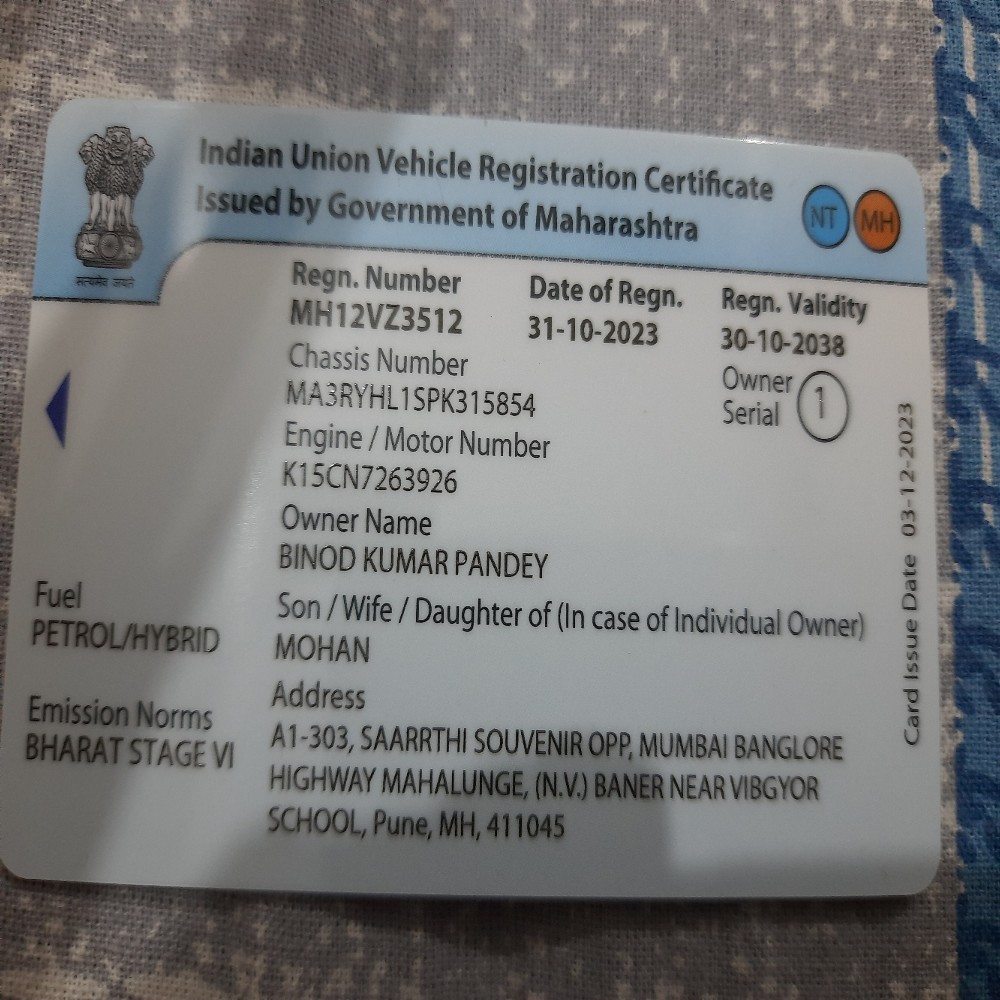 Indian Union Vehicle Registration Certificate
Issued by Government of Maharashtra
NT MH
सत्यमेव जयते
Regn. Number Date of Regn. Regn. Validity
MH12VZ3512 31-10-2023 30-10-2038
Chassis Number
MA3RYHL1SPK315854
Owner
Serial 1
Engine / Motor Number
K15CN7263926
Owner Name
BINOD KUMAR PANDEY
Son / Wife / Daughter of (In case of Individual Owner)
MOHAN
Fuel
PETROL/HYBRID
Emission Norms
BHARAT STAGE VI
Address
A1-303, SAARRTHI SOUVENIR OPP, MUMBAI BANGLORE
HIGHWAY MAHALUNGE, (N.V.) BANER NEAR VIBGYOR
SCHOOL, Pune, MH, 411045
Card Issue Date 03-12-2023